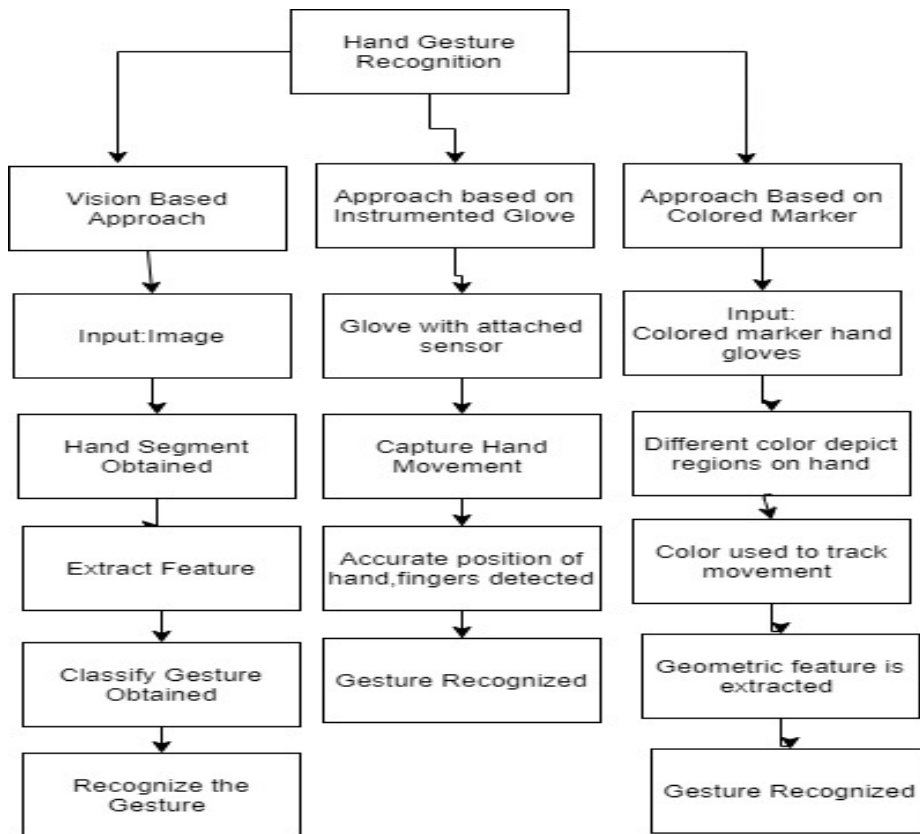 Hand Gesture
Recognition
Vision Based
Approach
Input:Image
Hand Segment
Obtained
Extract Feature
Classify Gesture
Obtained
Recognize the
Gesture
Approach based on
Instrumented Glove
Glove with attached
sensor
Capture Hand
Movement
Accurate position of
hand,fingers detected
Gesture Recognized
Approach Based on
Colored Marker
Input:
Colored marker hand
gloves
Different color depict
regions on hand
Color used to track
movement
Geometric feature is
extracted
Gesture Recognized